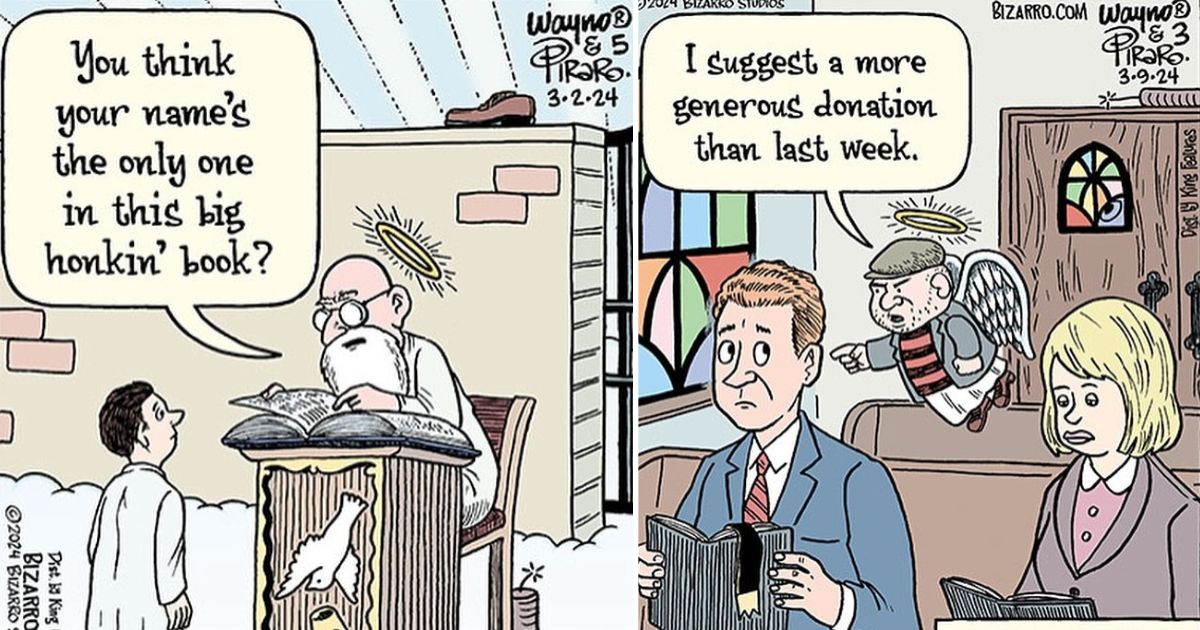 You think
your name's
the only one
in this big
honkin' book?
Wayno®
& 5
PIRARO.
3.2.24
©2024 BIZARRO
Dist. by King
©2024 BIZARRO STUDIOS
BIZARRO.COM
Wayno®
& 3
PIRARO.
3.9.24
I suggest a more
generous donation
than last week.
Dist. by King Features